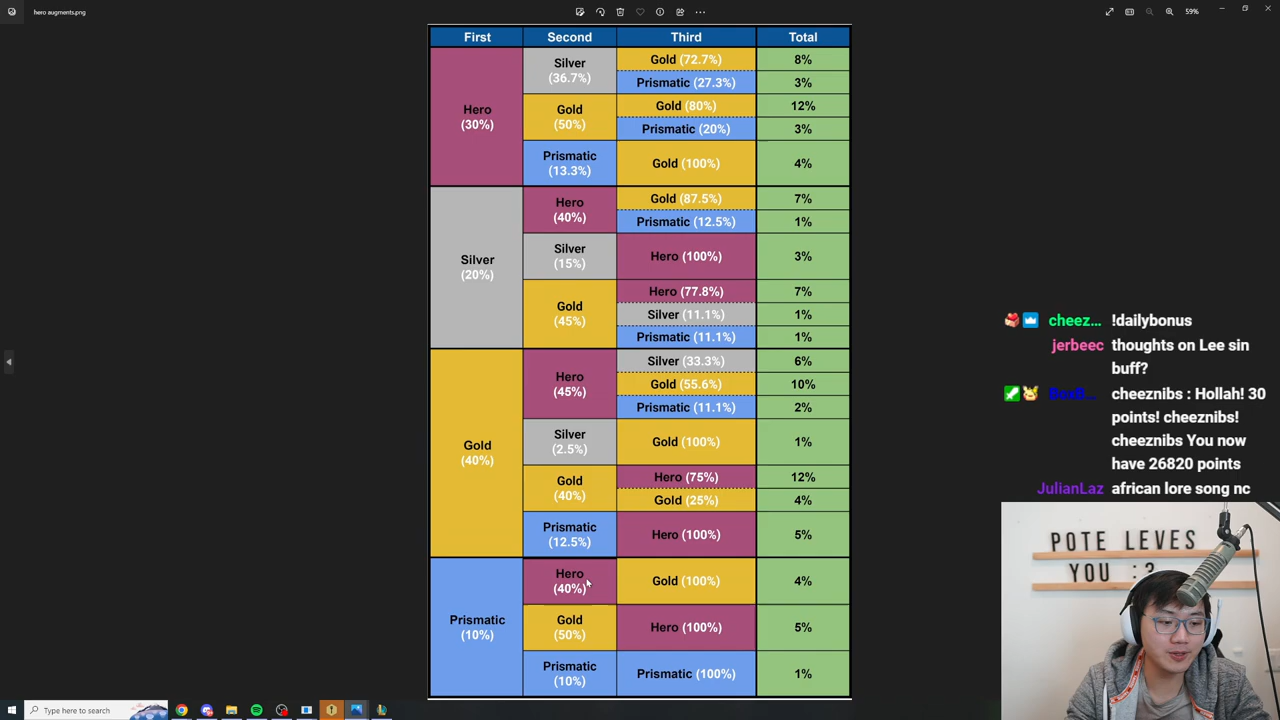 hero augments.png
59%
First Second Third Total
Hero
(30%)
Silver
(36.7%)
Gold (72.7%) 8%
Prismatic (27.3%) 3%
Gold
(50%)
Gold (80%) 12%
Prismatic (20%) 3%
Prismatic
(13.3%)
Gold (100%) 4%
Silver
(20%)
Hero
(40%)
Gold (87.5%) 7%
Prismatic (12.5%) 1%
Silver
(15%)
Hero (100%) 3%
Gold
(45%)
Hero (77.8%) 7%
Silver (11.1%) 1%
Prismatic (11.1%) 1%
Gold
(40%)
Hero
(45%)
Silver (33.3%) 6%
Gold (55.6%) 10%
Prismatic (11.1%) 2%
Silver
(2.5%)
Gold (100%) 1%
Gold
(40%)
Hero (75%) 12%
Gold (25%) 4%
Prismatic
(12.5%)
Hero (100%) 5%
Prismatic
(10%)
Hero
(40%)
Gold (100%) 4%
Gold
(50%)
Hero (100%) 5%
Prismatic
(10%)
Prismatic (100%) 1%
cheez... !dailybonus
jerbeec thoughts on Lee sin
buff?
cheeznibs : Hollah! 30
points! cheeznibs!
cheeznibs You now
have 26820 points
JulianLaz african lore song nc
POTE LEVES
YOU :3
Type here to search